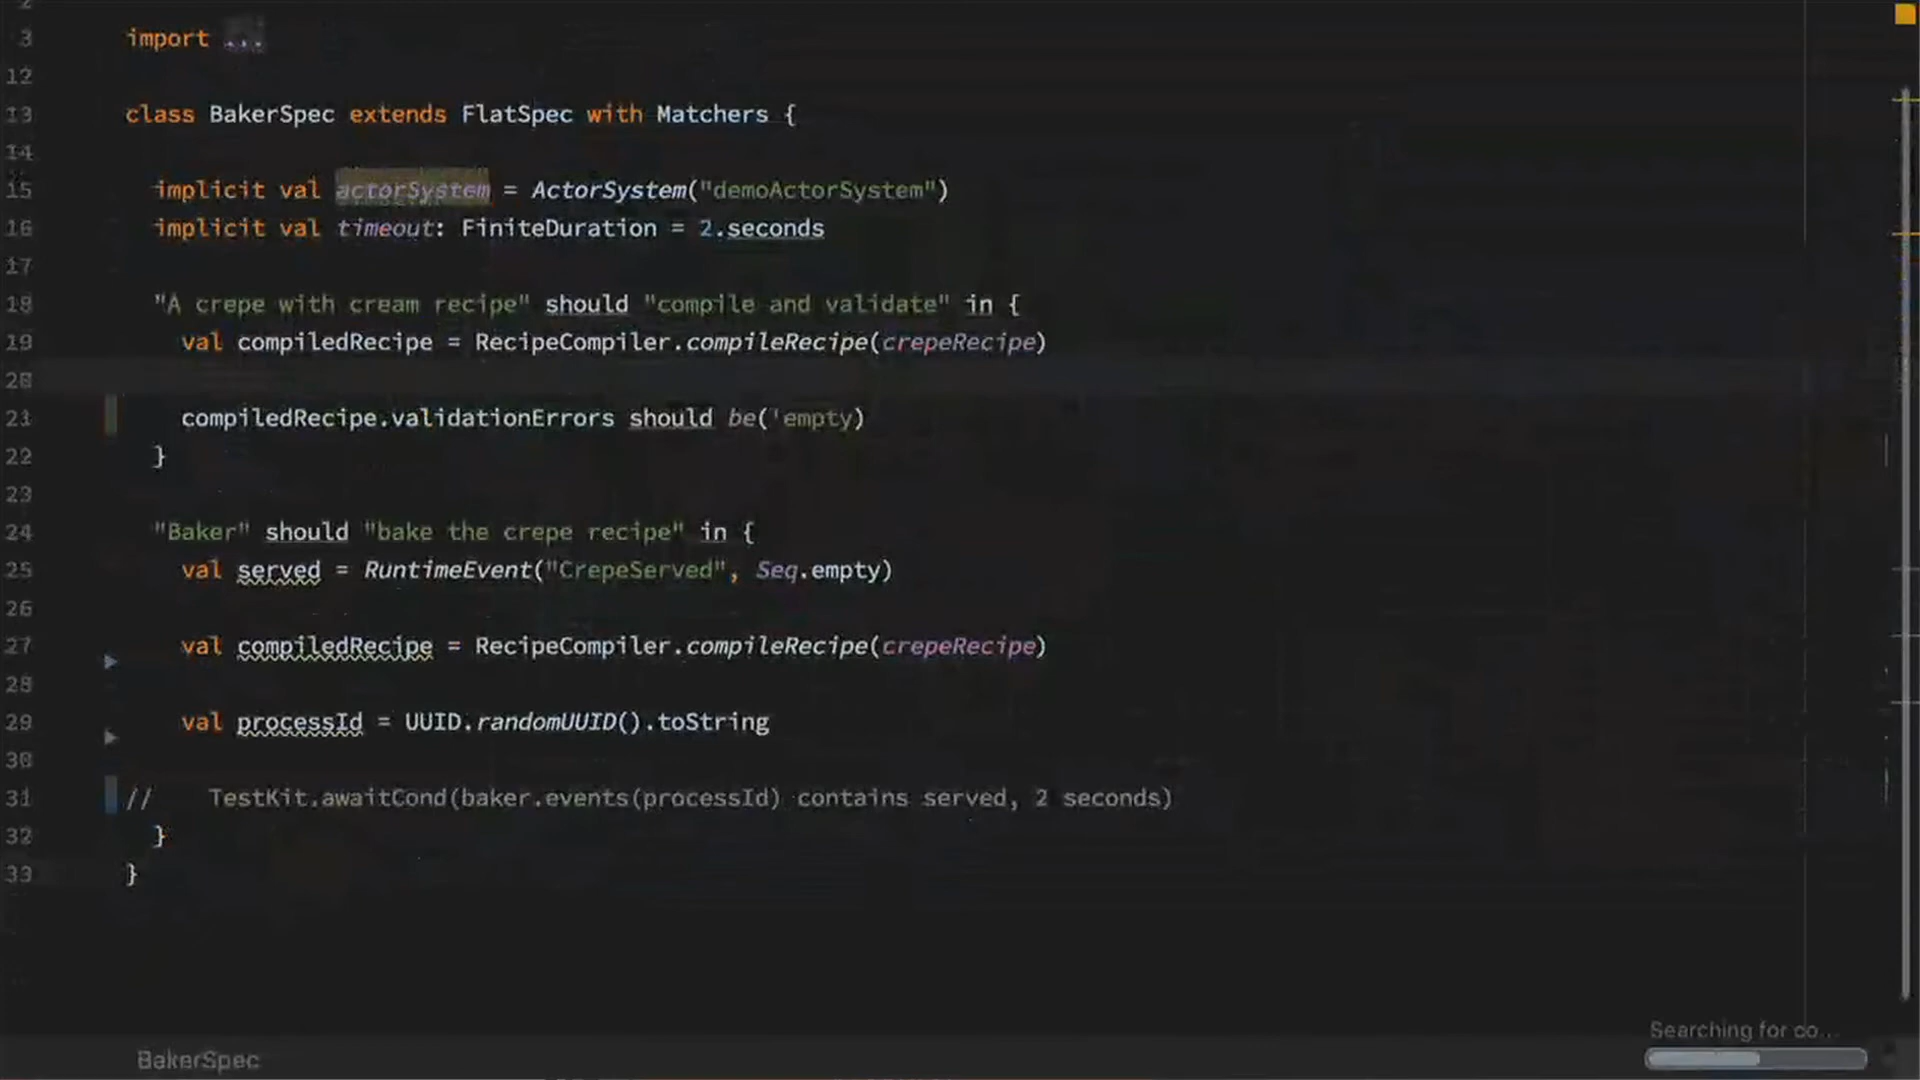 2
3 import ...
12
13 class BakerSpec extends FlatSpec with Matchers {
14
15 implicit val actorSystem = ActorSystem("demoActorSystem")
16 implicit val timeout: FiniteDuration = 2.seconds
17
18 "A crepe with cream recipe" should "compile and validate" in {
19 val compiledRecipe = RecipeCompiler.compileRecipe(crepeRecipe)
20
21 compiledRecipe.validationErrors should be('empty)
22 }
23
24 "Baker" should "bake the crepe recipe" in {
25 val served = RuntimeEvent("CrepeServed", Seq.empty)
26
27 val compiledRecipe = RecipeCompiler.compileRecipe(crepeRecipe)
28
29 val processId = UUID.randomUUID().toString
30
31 // TestKit.awaitCond(baker.events(processId) contains served, 2 seconds)
32 }
33 }
Searching for co...
BakerSpec